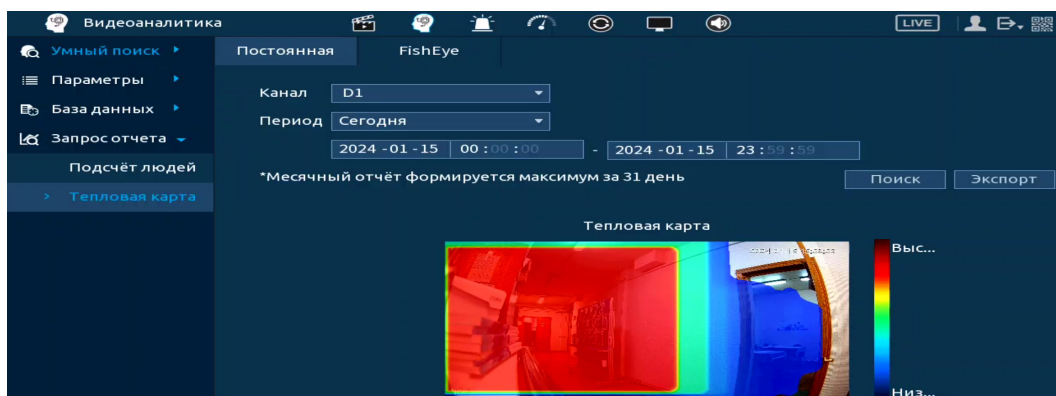 Видеоаналитика LIVE
Умный поиск
Параметры
База данных
Запрос отчета
Подсчёт людей
> Тепловая карта
Постоянная FishEye
Канал D1
Период Сегодня
2024 -01 -15 00 :00 :00 - 2024 -01 -15 23 :59 :59
*Месячный отчёт формируется максимум за 31 день Поиск Экспорт
Тепловая карта
Выс...
Низ...